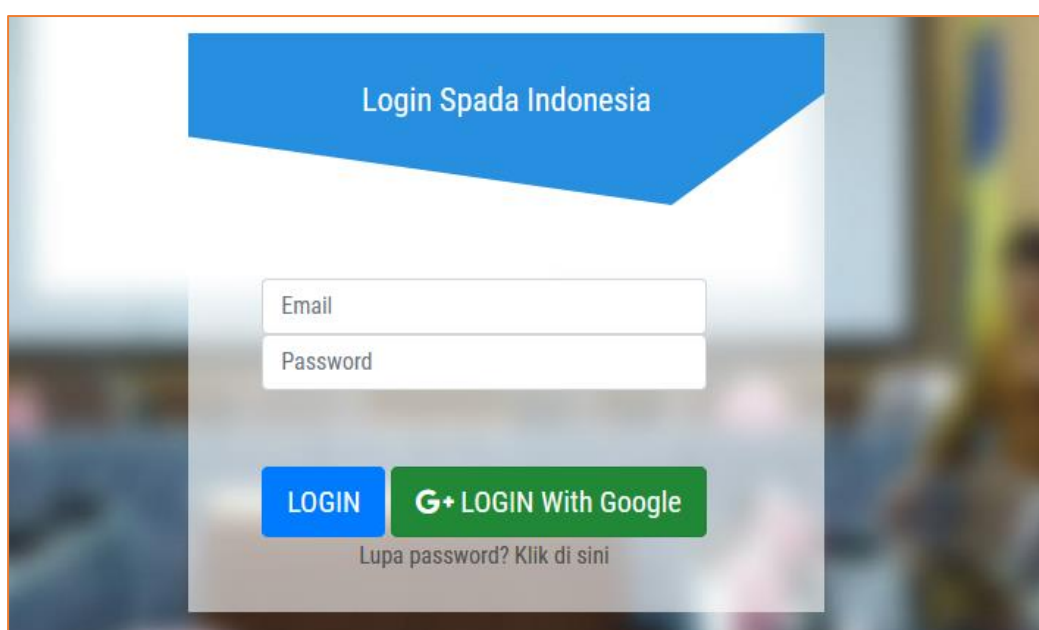 Login Spada Indonesia
Email
Password
LOGIN
G+ LOGIN With Google
Lupa password? Klik di sini